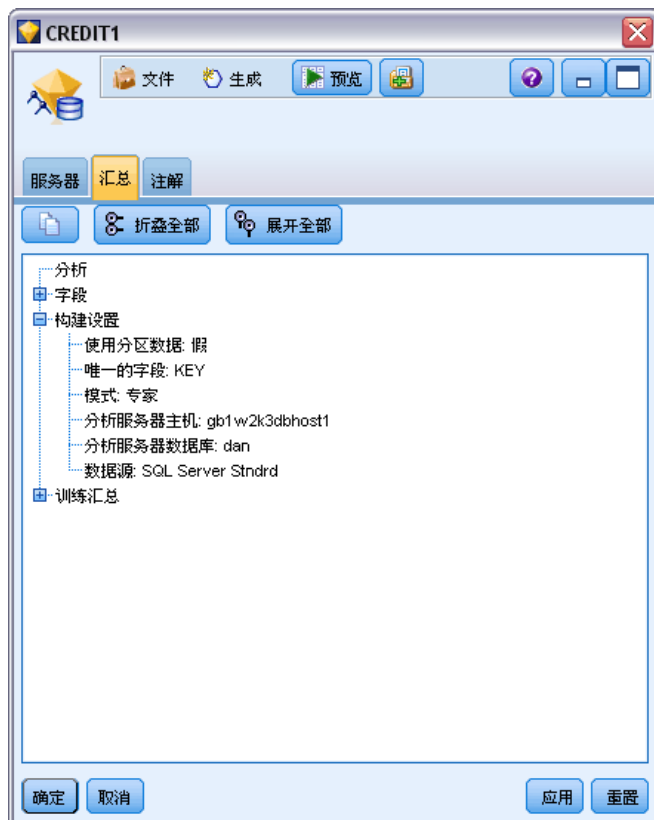 CREDIT1
文件 生成 预览
服务器 汇总 注解
折叠全部 展开全部
分析
字段
构建设置
使用分区数据: 假
唯一的字段: KEY
模式: 专家
分析服务器主机: gb1w2k3dbhost1
分析服务器数据库: dan
数据源: SQL Server Stndrd
训练汇总
确定 取消 应用 重置